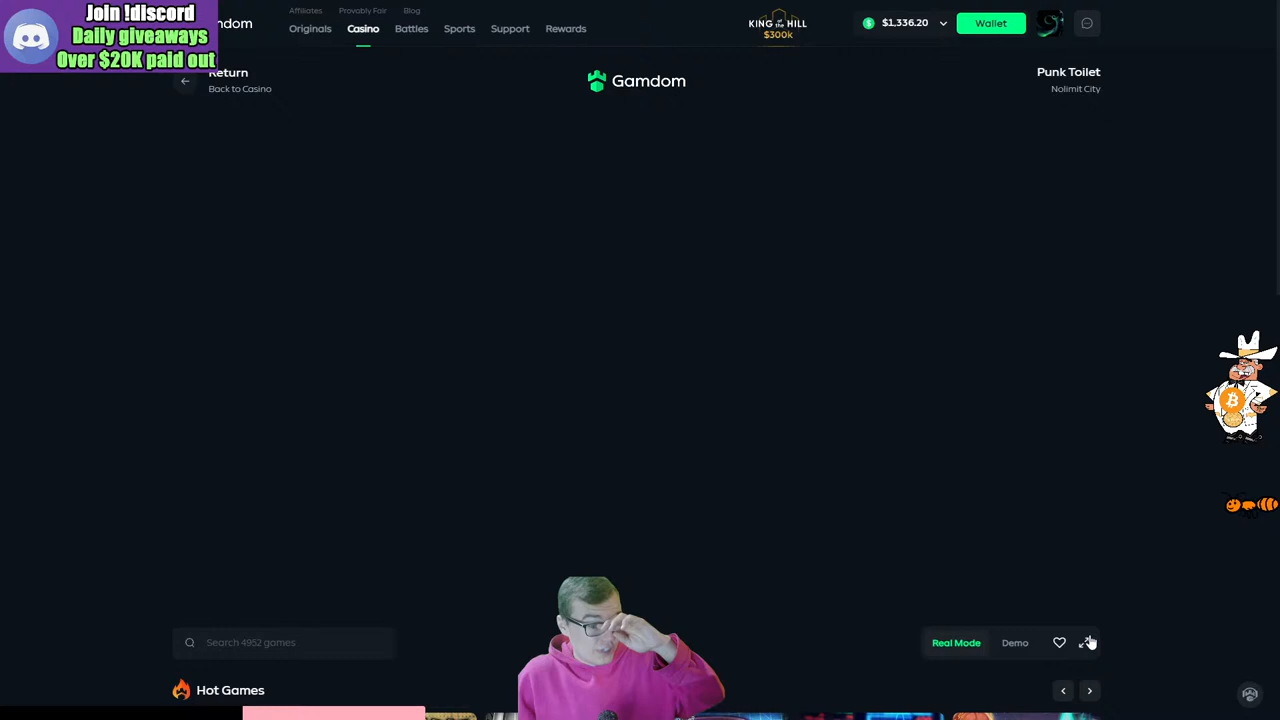 Join !discord
Daily giveaways
Over $20K paid out
mdom
Affiliates
Provably Fair
Blog
Originals
Casino
Battles
Sports
Support
Rewards
KING of the HILL
$300k
$1,336.20
Wallet
Return
Back to Casino
Gamdom
Punk Toilet
Nolimit City
Search 4952 games
Real Mode
Demo
Hot Games